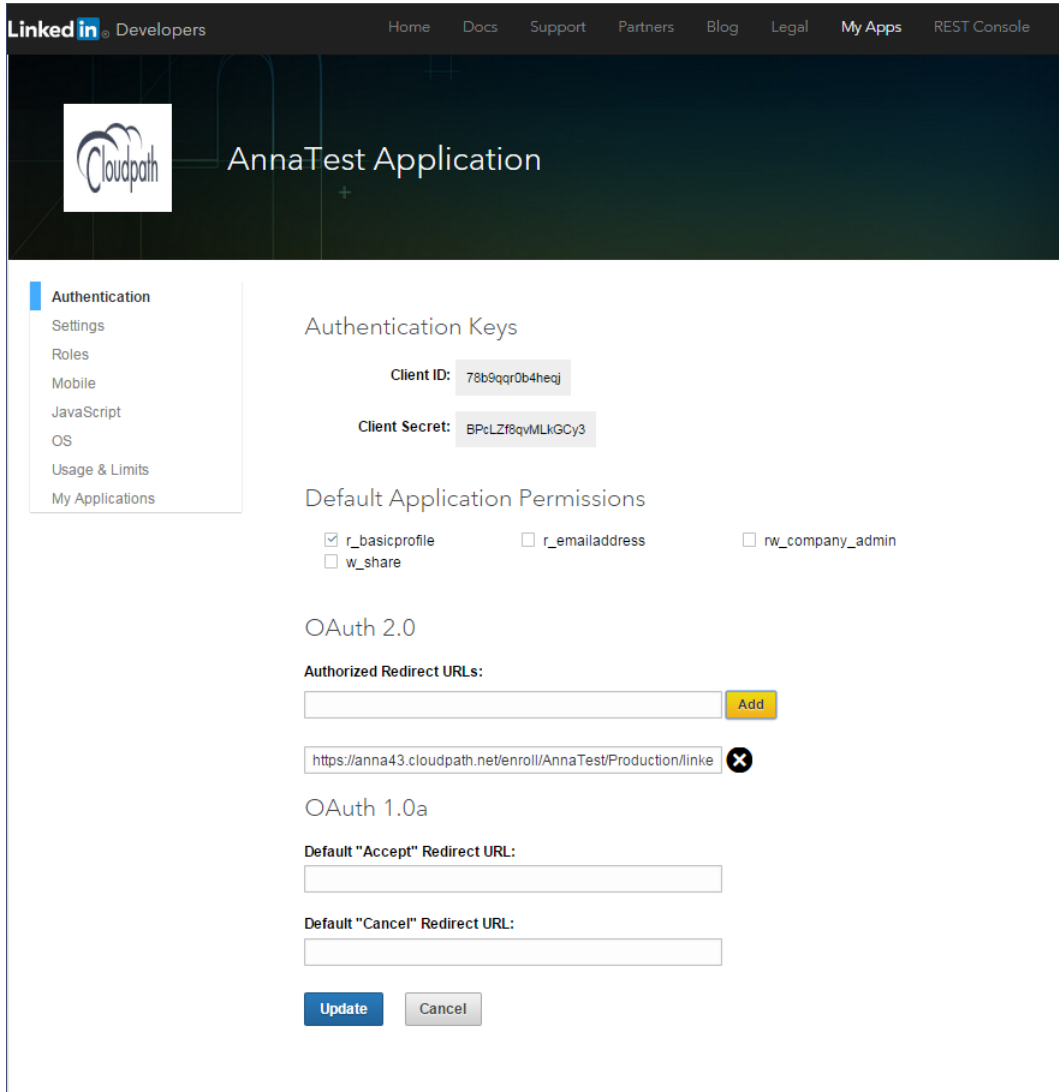 Linked in ® Developers
Home Docs Support Partners Blog Legal My Apps REST Console
Cloudpath
AnnaTest Application
Authentication
Settings
Roles
Mobile
JavaScript
OS
Usage & Limits
My Applications
Authentication Keys
Client ID: 78b9qqr0b4heqj
Client Secret: BPcLZf8qvMLkGCy3
Default Application Permissions
r_basicprofile r_emailaddress rw_company_admin
w_share
OAuth 2.0
Authorized Redirect URLs:
Add
https://anna43.cloudpath.net/enroll/AnnaTest/Production/linke
OAuth 1.0a
Default "Accept" Redirect URL:
Default "Cancel" Redirect URL:
Update Cancel